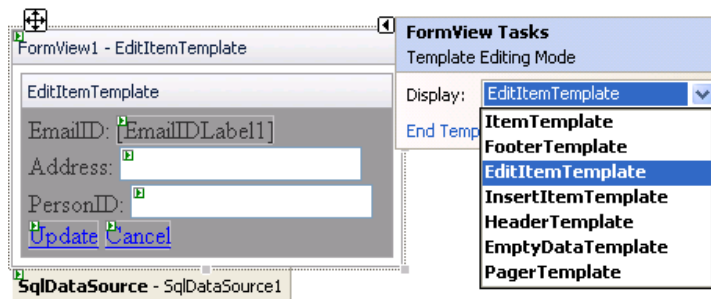 FormView1 - EditItemTemplate
EditItemTemplate
EmailID: [EmailIDLabel1]
Address:
PersonID:
Update Cancel
SqlDataSource - SqlDataSource1
FormView Tasks
Template Editing Mode
Display: EditItemTemplate
End Temp
ItemTemplate
FooterTemplate
EditItemTemplate
InsertItemTemplate
HeaderTemplate
EmptyDataTemplate
PagerTemplate